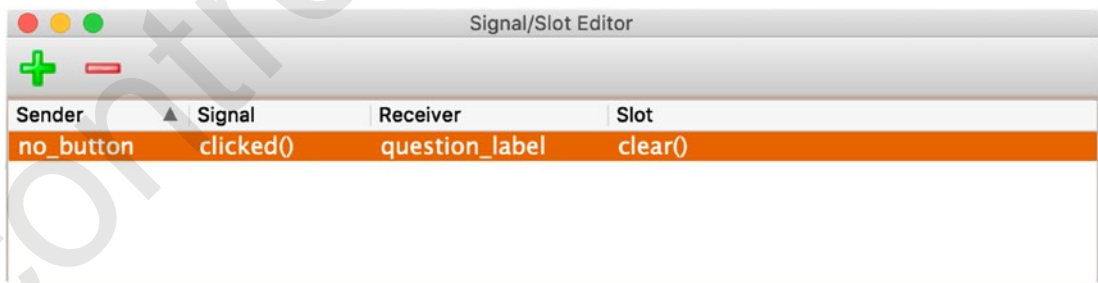 Signal/Slot Editor
Sender Signal Receiver Slot
no_button clicked() question_label clear()